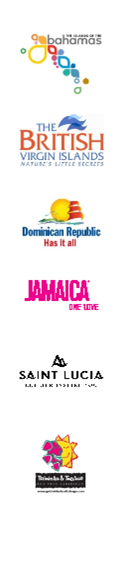 THE ISLANDS OF THE
bahamas
THE
BRITISH
VIRGIN ISLANDS
NATURE'S LITTLE SECRETS
Dominican Republic
Has it all
JAMAICA
ONE LOVE
SAINT LUCIA
Trinidad & Tobago